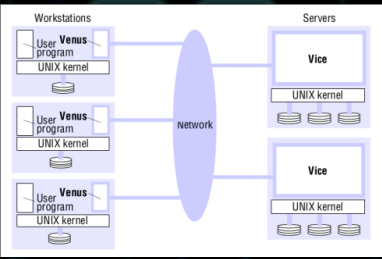 Workstations
Servers
User Venus
program
UNIX kernel
Vice
UNIX kernel
User Venus
program
UNIX kernel
Network
User Venus
program
UNIX kernel
Vice
UNIX kernel